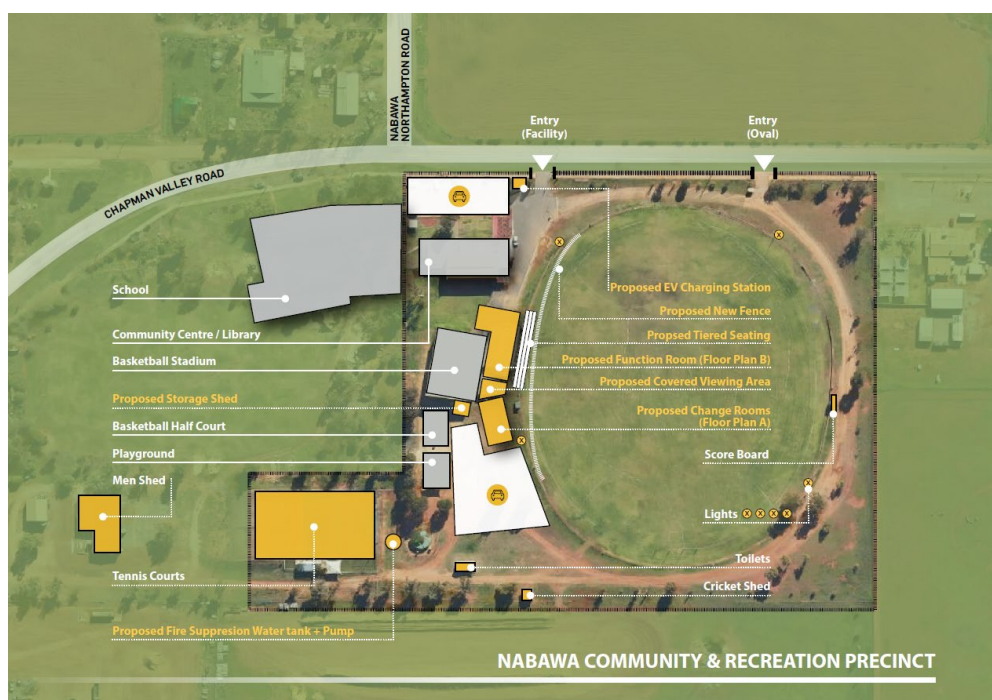 NABAWA
NORTHAMPTON ROAD
Entry
(Facility)
Entry
(Oval)
CHAPMAN VALLEY ROAD
School
Community Centre / Library
Basketball Stadium
Proposed Storage Shed
Basketball Half Court
Playground
Men Shed
Tennis Courts
Proposed Fire Suppresion Water tank + Pump
Proposed EV Charging Station
Proposed New Fence
Propsed Tiered Seating
Proposed Function Room (Floor Plan B)
Proposed Covered Viewing Area
Proposed Change Rooms
(Floor Plan A)
Score Board
Lights X X X X
Toilets
Cricket Shed
X
X
X
X
NABAWA COMMUNITY & RECREATION PRECINCT